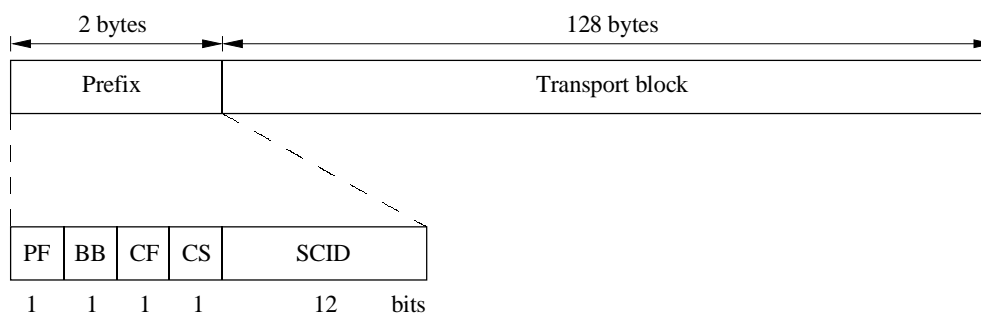 2 bytes 128 bytes
Prefix Transport block
PF BB CF CS SCID
1 1 1 1 12 bits